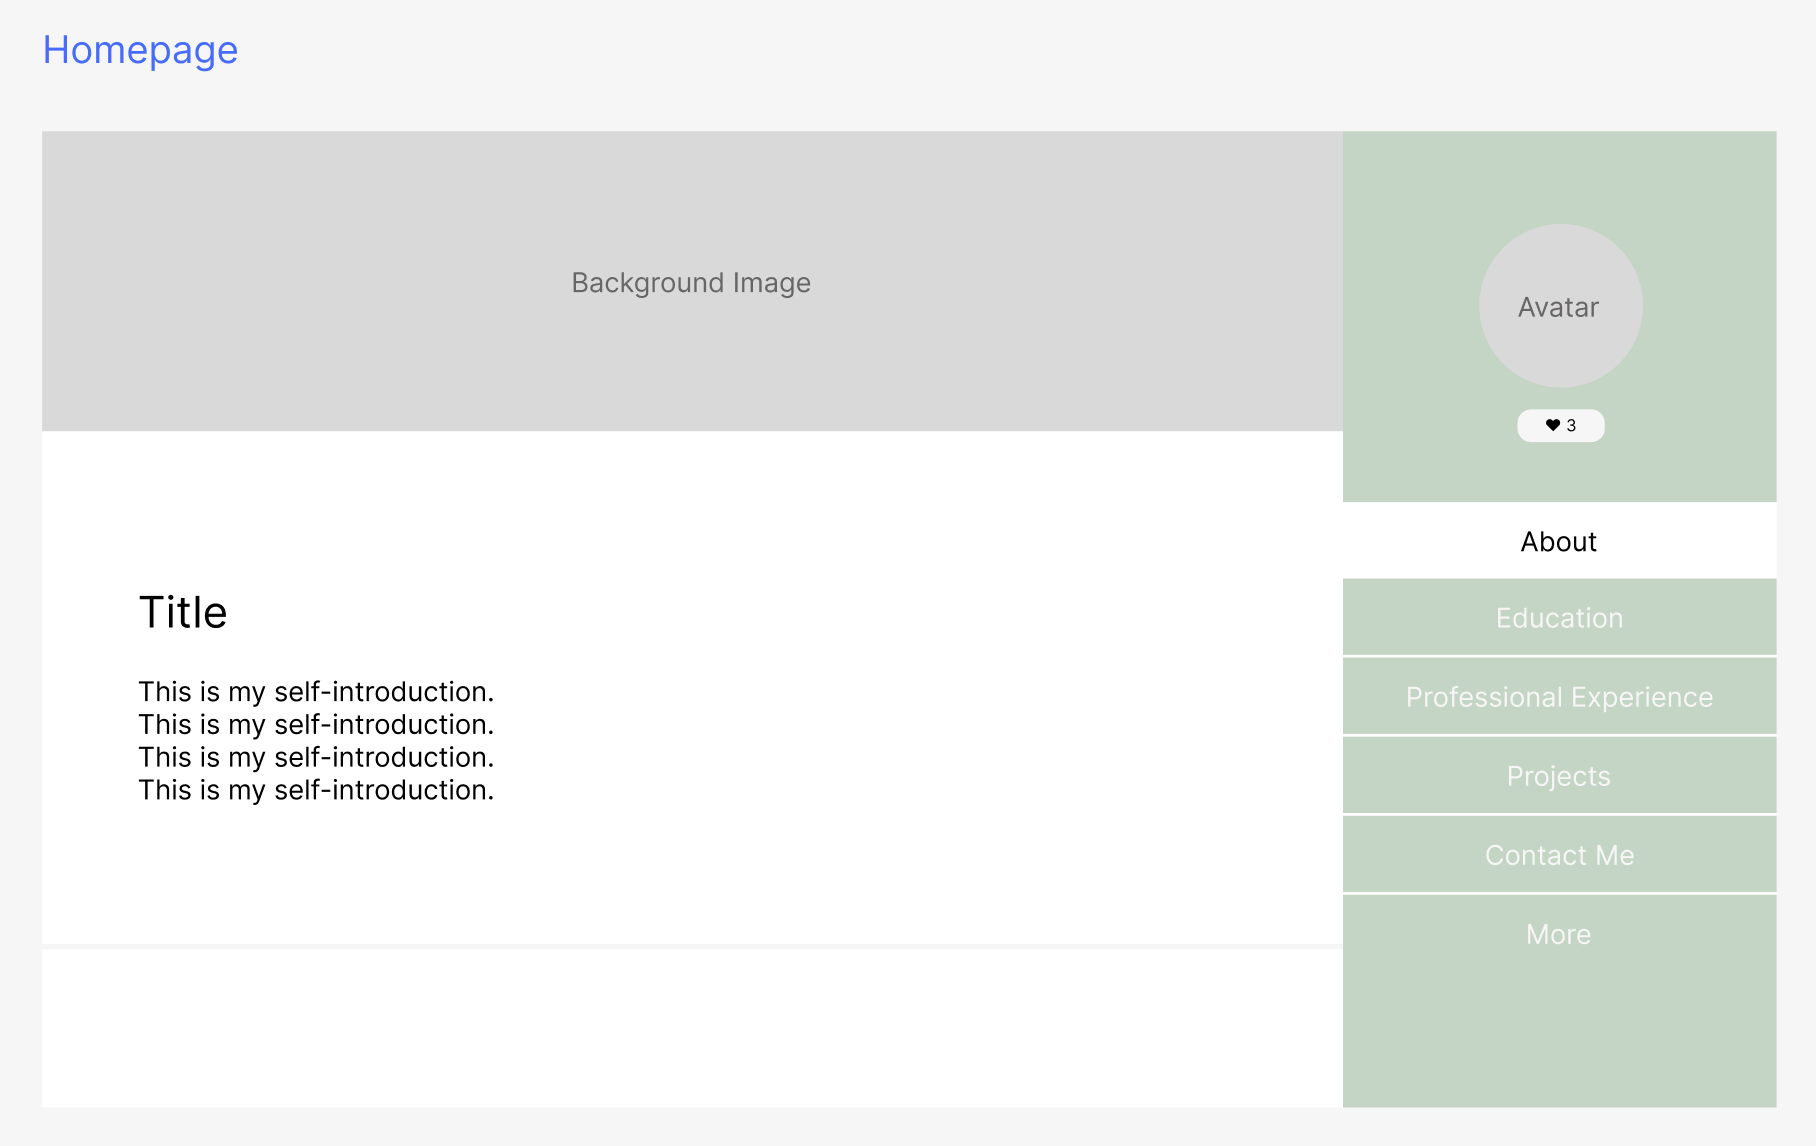 Homepage
Background Image
Avatar
♥ 3
Title
This is my self-introduction.
This is my self-introduction.
This is my self-introduction.
This is my self-introduction.
About
Education
Professional Experience
Projects
Contact Me
More